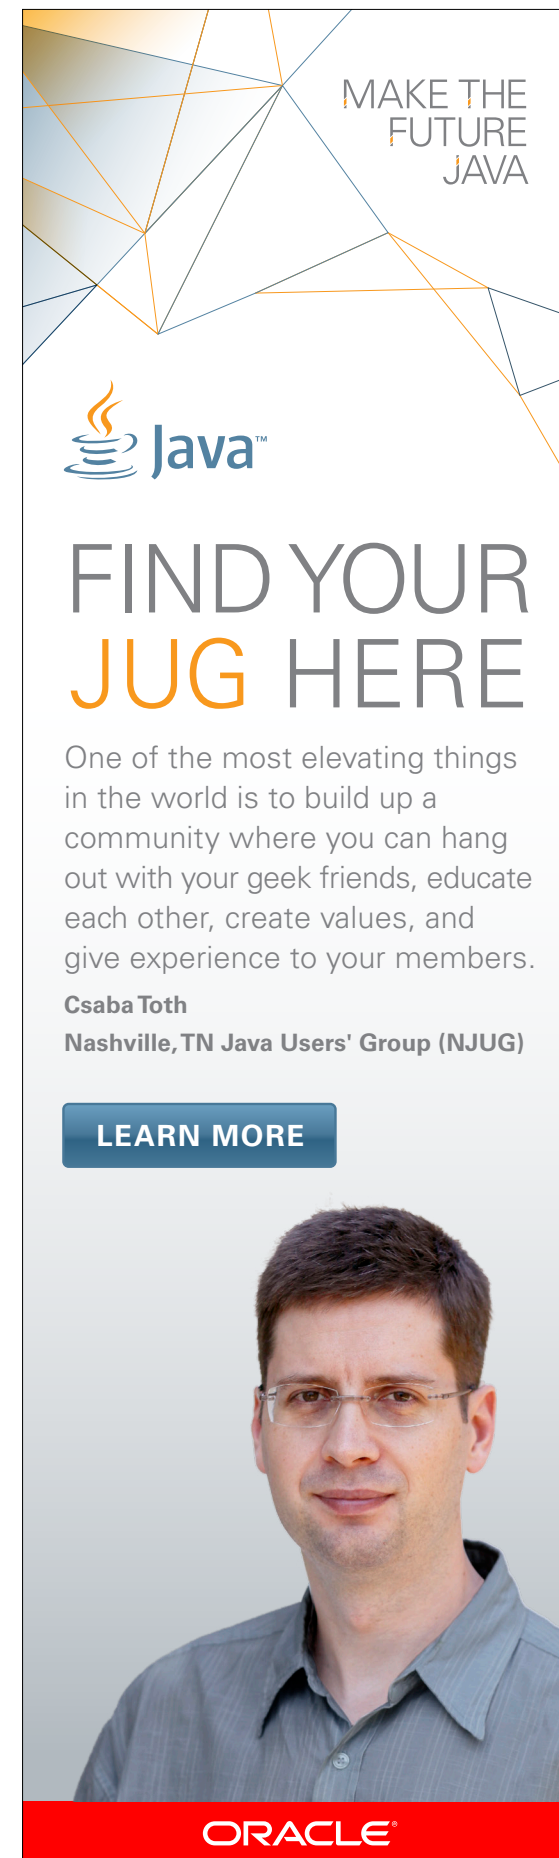 MAKE THE
FUTURE
JAVA
Java™
FIND YOUR
JUG HERE
One of the most elevating things
in the world is to build up a
community where you can hang
out with your geek friends, educate
each other, create values, and
give experience to your members.
Csaba Toth
Nashville, TN Java Users' Group (NJUG)
LEARN MORE
ORACLE®